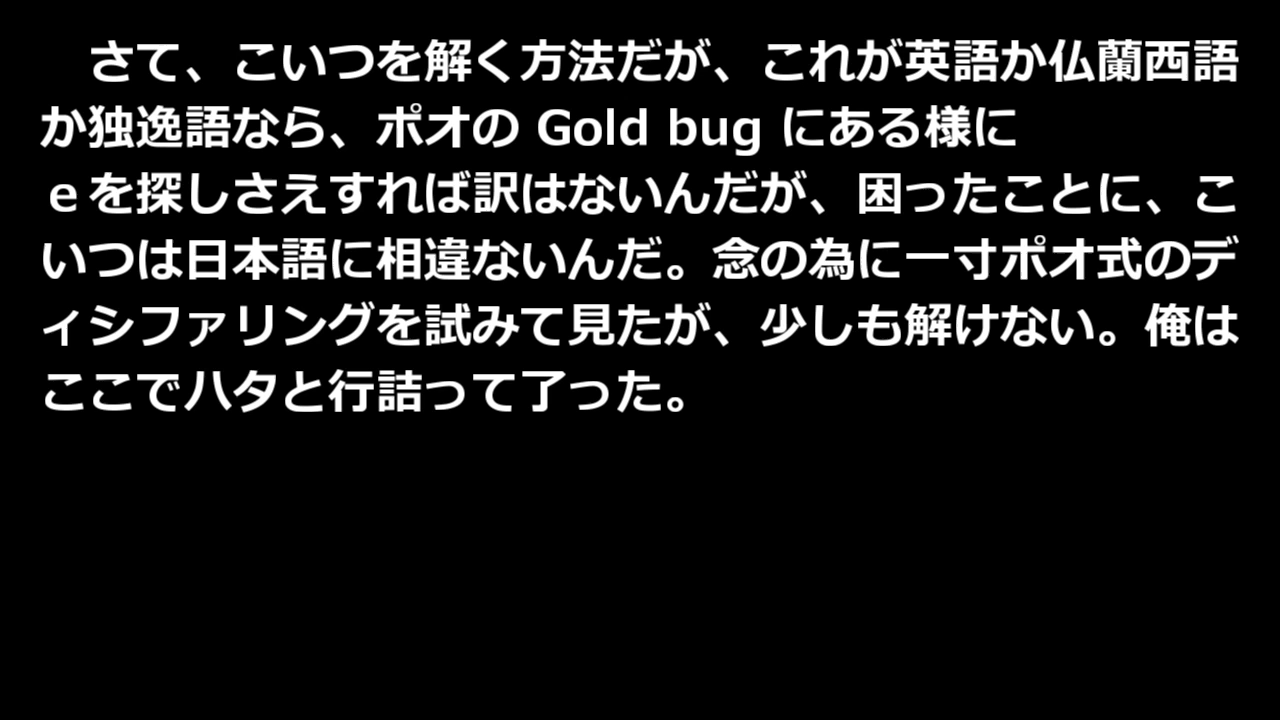 さて、こいつを解く方法だが、これが英語か仏蘭西語
か独逸語なら、ポオの Gold bug にある様に
ｅを探しさえすれば訳はないんだが、困ったことに、こ
いつは日本語に相違ないんだ。念の為に一寸ポオ式のデ
ィシファリングを試みて見たが、少しも解けない。俺は
ここでハタと行詰って了った。